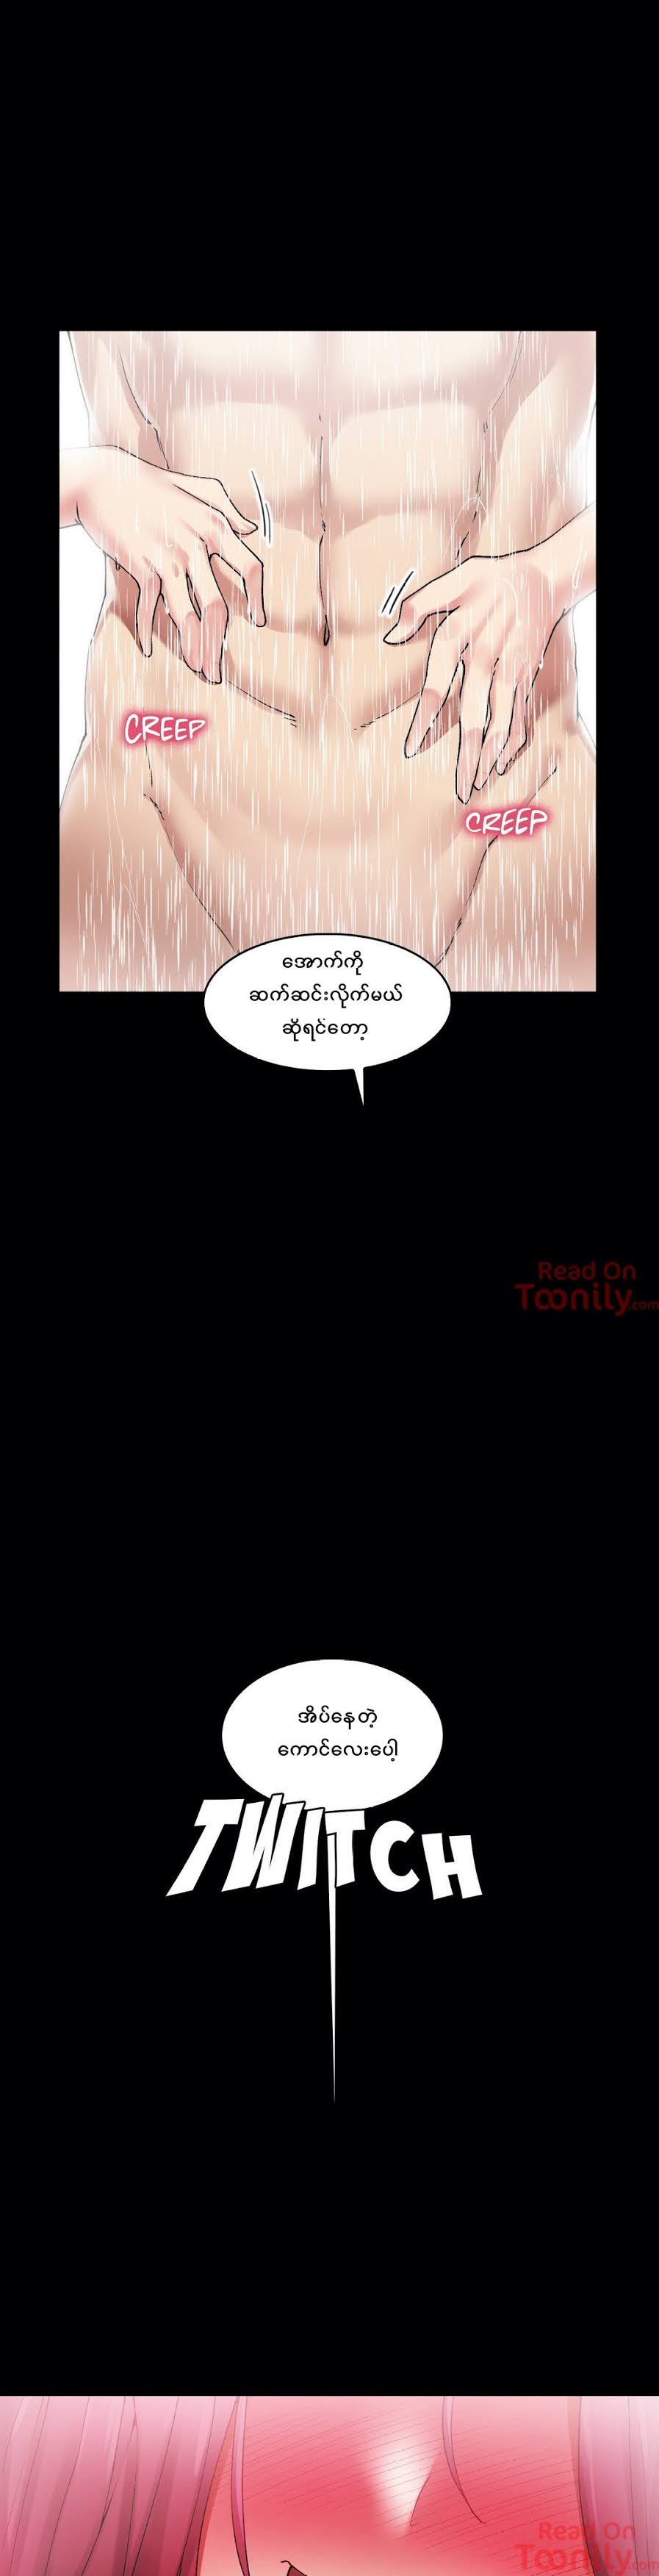 CREEP
CREEP
အောက်ကို
ဆက်ဆင်းလိုက်မယ်
ဆိုရင်တော့
Read On
Toonily.com
အိပ်နေတဲ့
ကောင်လေးပေါ့
TWITCH
Read On
Toonily.com